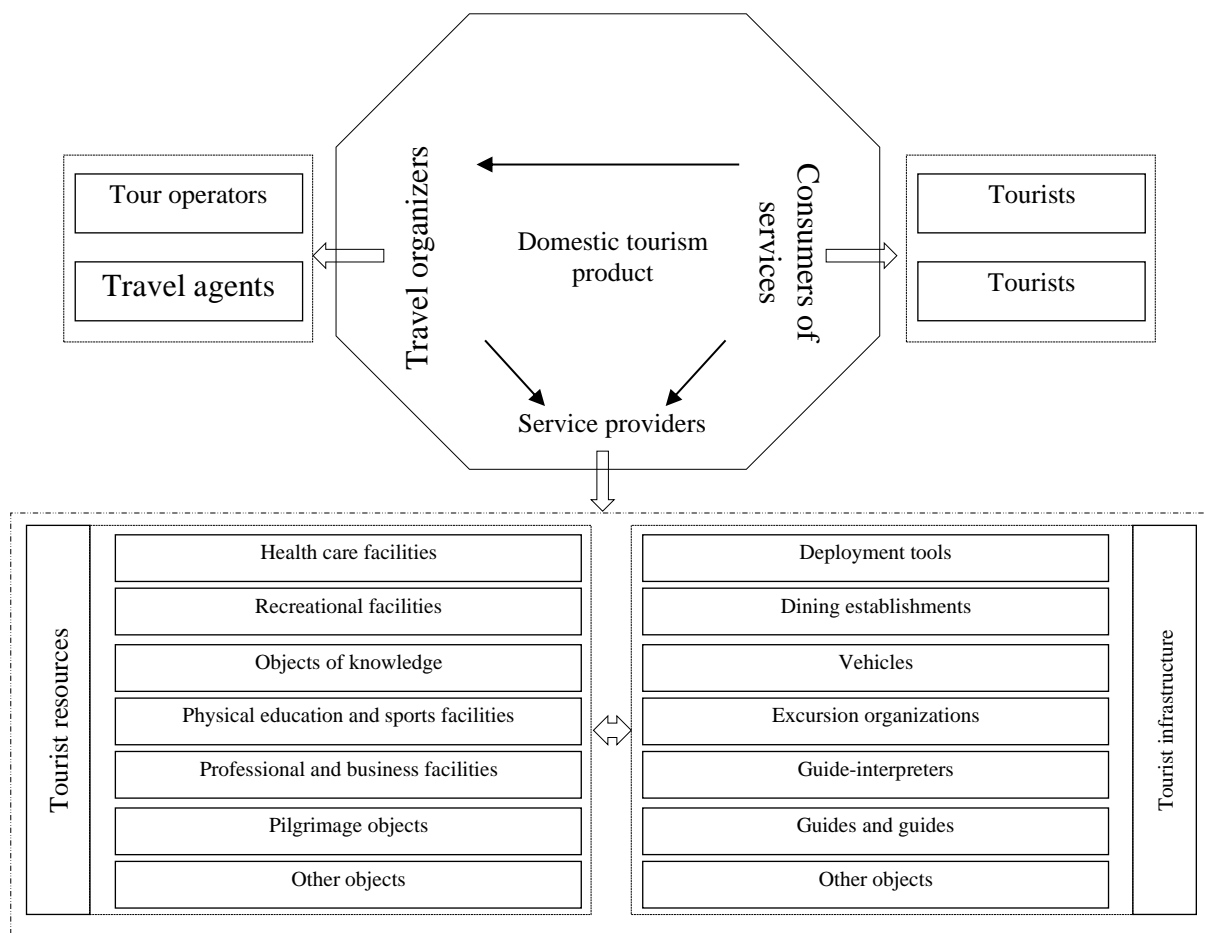 Tour operators
Travel agents
Travel organizers
Domestic tourism
product
Consumers of
services
Tourists
Tourists
Service providers
Tourist resources
Health care facilities
Recreational facilities
Objects of knowledge
Physical education and sports facilities
Professional and business facilities
Pilgrimage objects
Other objects
Deployment tools
Dining establishments
Vehicles
Excursion organizations
Guide-interpreters
Guides and guides
Other objects
Tourist infrastructure